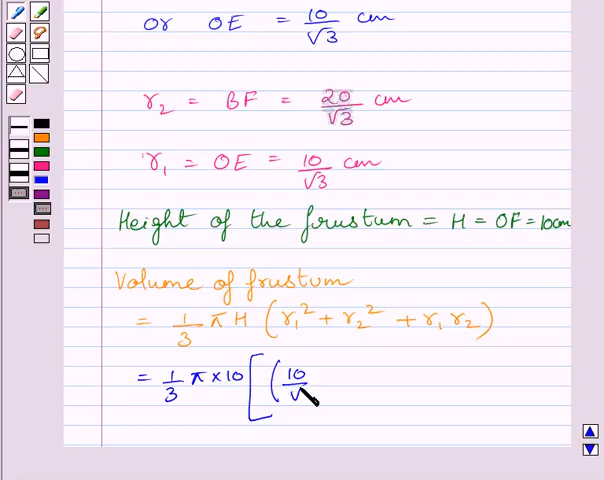 or OE = 10/√3 cm
r₂ = BF = 20/√3 cm
r₁ = OE = 10/√3 cm
Height of the frustum = H = OF = 10cm
Volume of frustum
= 1/3 π H (r₁² + r₂² + r₁ r₂)
= 1/3 π × 10 [ ( 10/√